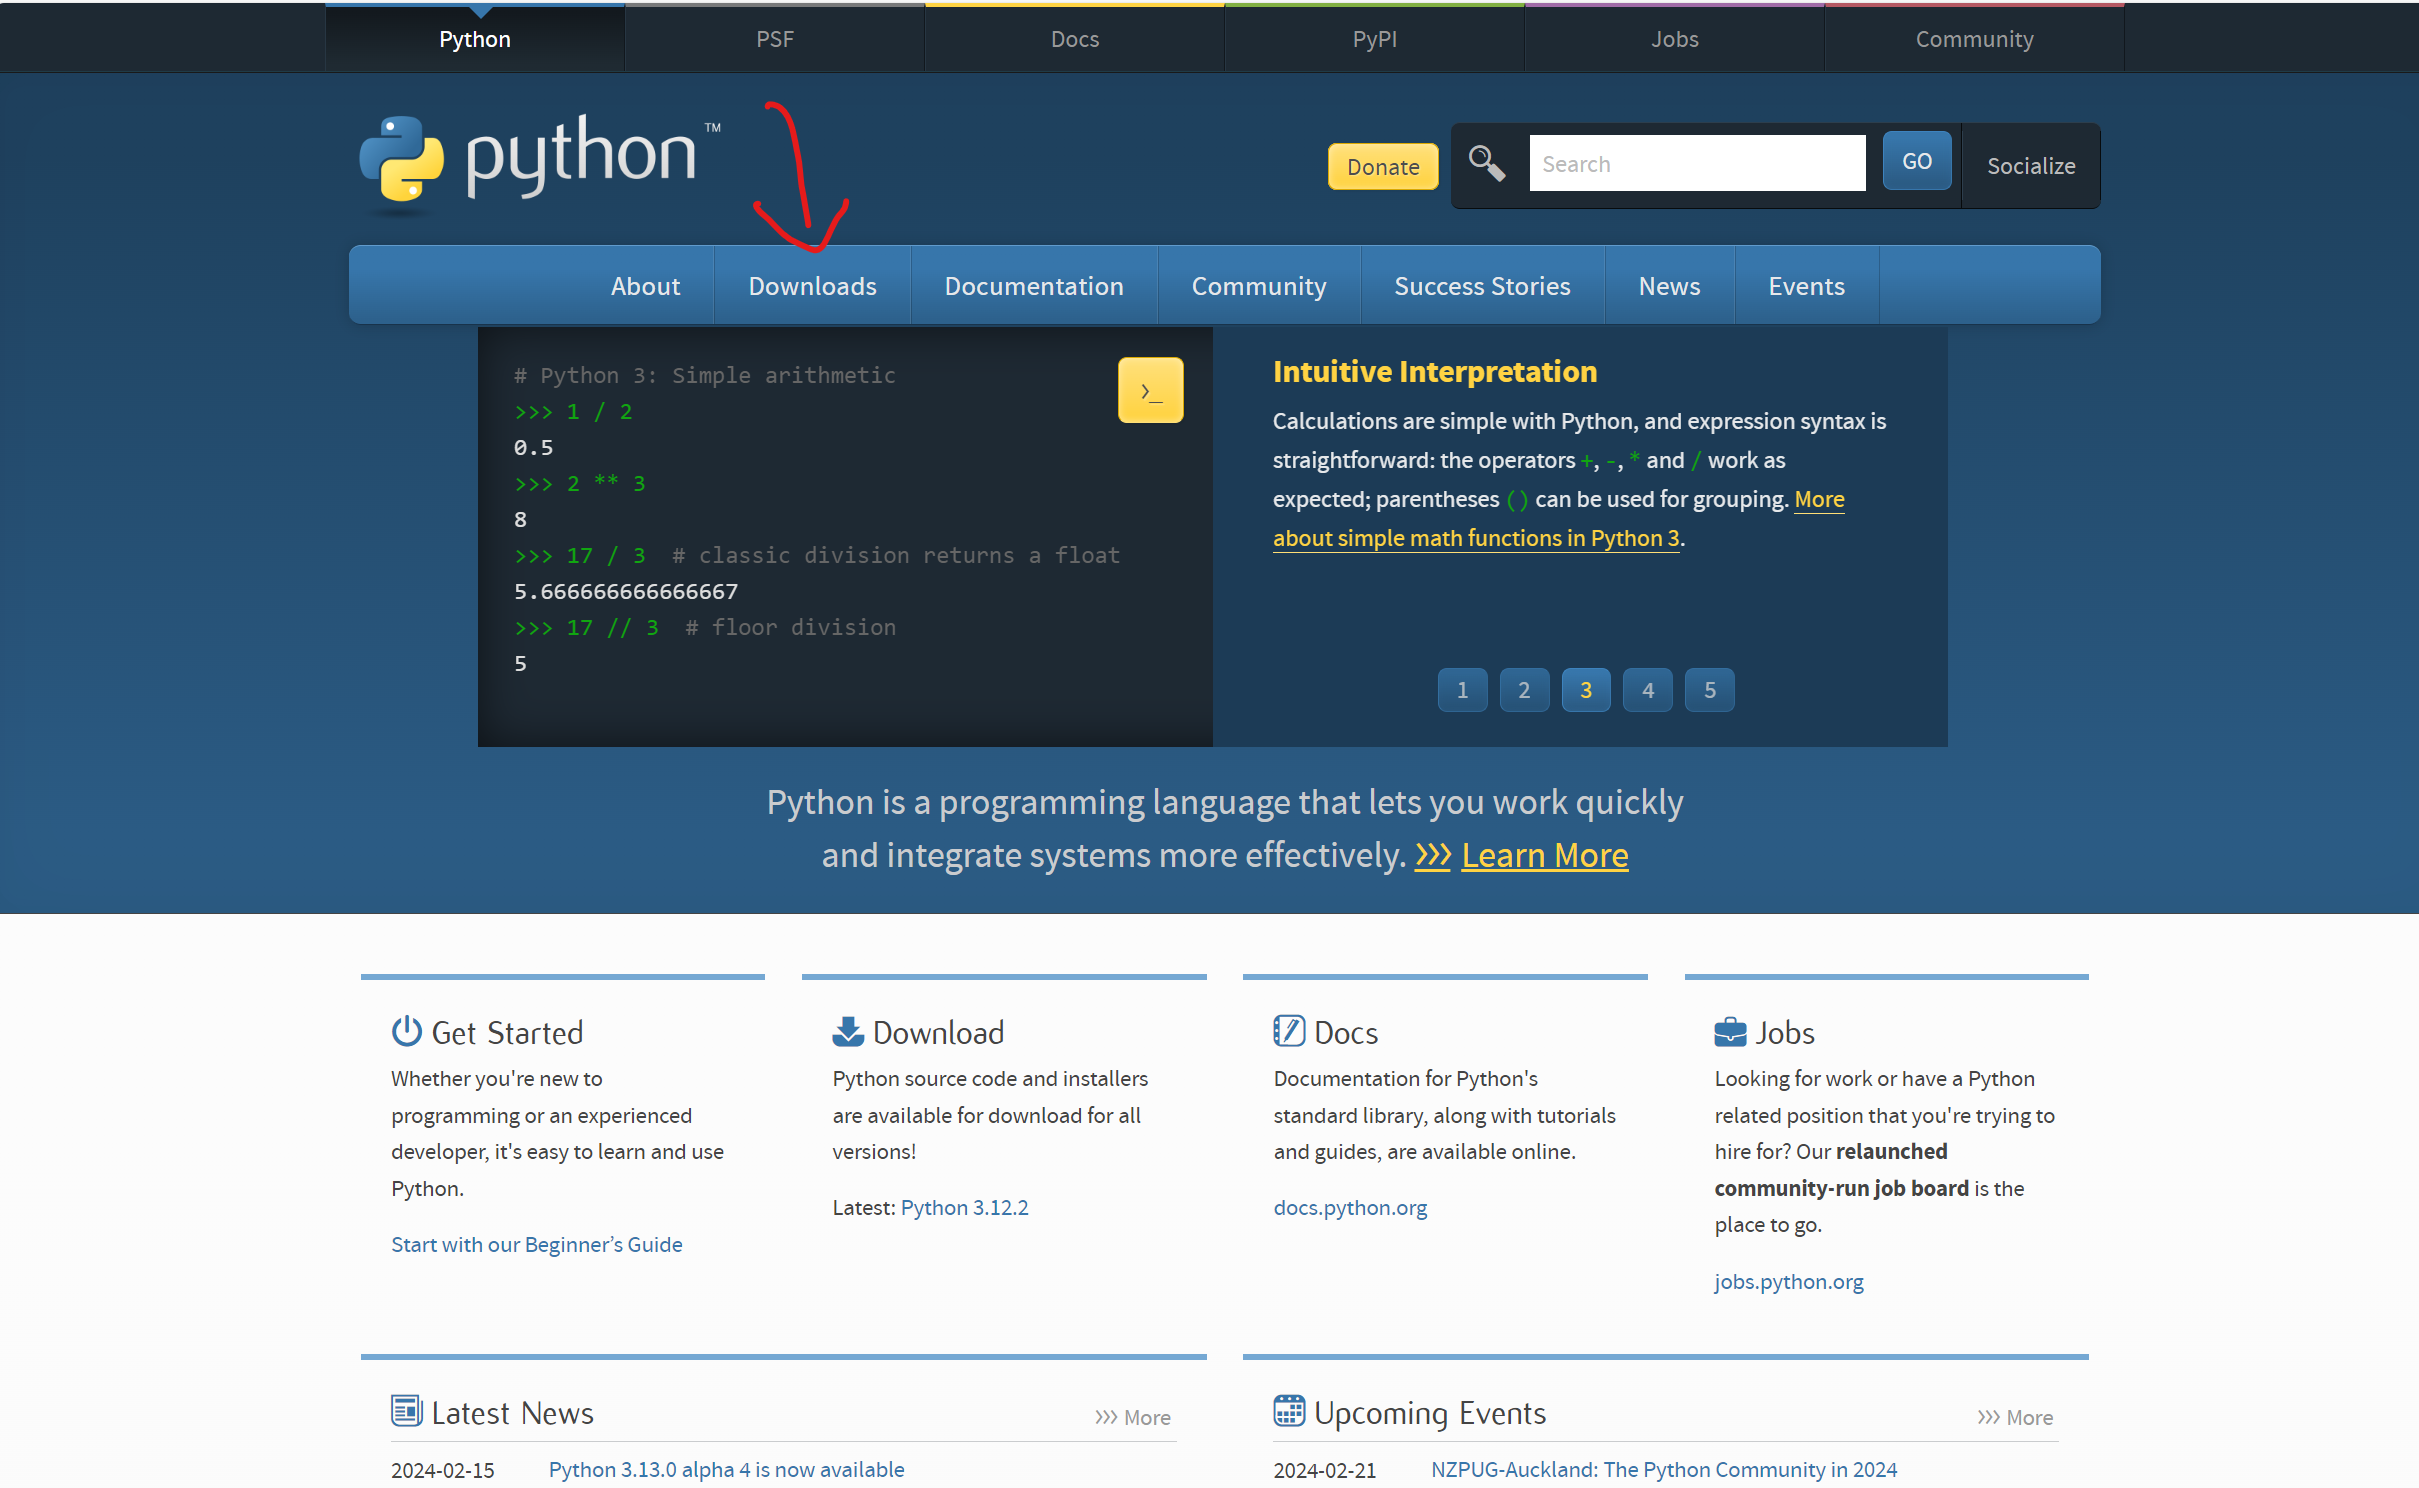 Python
PSF
Docs
PyPI
Jobs
Community
python™
Donate
Search
GO
Socialize
About
Downloads
Documentation
Community
Success Stories
News
Events
# Python 3: Simple arithmetic
>>> 1 / 2
0.5
>>> 2 ** 3
8
>>> 17 / 3  # classic division returns a float
5.666666666666667
>>> 17 // 3  # floor division
5
>_
Intuitive Interpretation
Calculations are simple with Python, and expression syntax is
straightforward: the operators +, -, * and / work as
expected; parentheses () can be used for grouping. More
about simple math functions in Python 3.
1
2
3
4
5
Python is a programming language that lets you work quickly
and integrate systems more effectively. >>> Learn More
Get Started
Whether you're new to
programming or an experienced
developer, it's easy to learn and use
Python.
Start with our Beginner’s Guide
Download
Python source code and installers
are available for download for all
versions!
Latest: Python 3.12.2
Docs
Documentation for Python's
standard library, along with tutorials
and guides, are available online.
docs.python.org
Jobs
Looking for work or have a Python
related position that you're trying to
hire for? Our relaunched
community-run job board is the
place to go.
jobs.python.org
Latest News
>>> More
2024-02-15 Python 3.13.0 alpha 4 is now available
Upcoming Events
>>> More
2024-02-21 NZPUG-Auckland: The Python Community in 2024